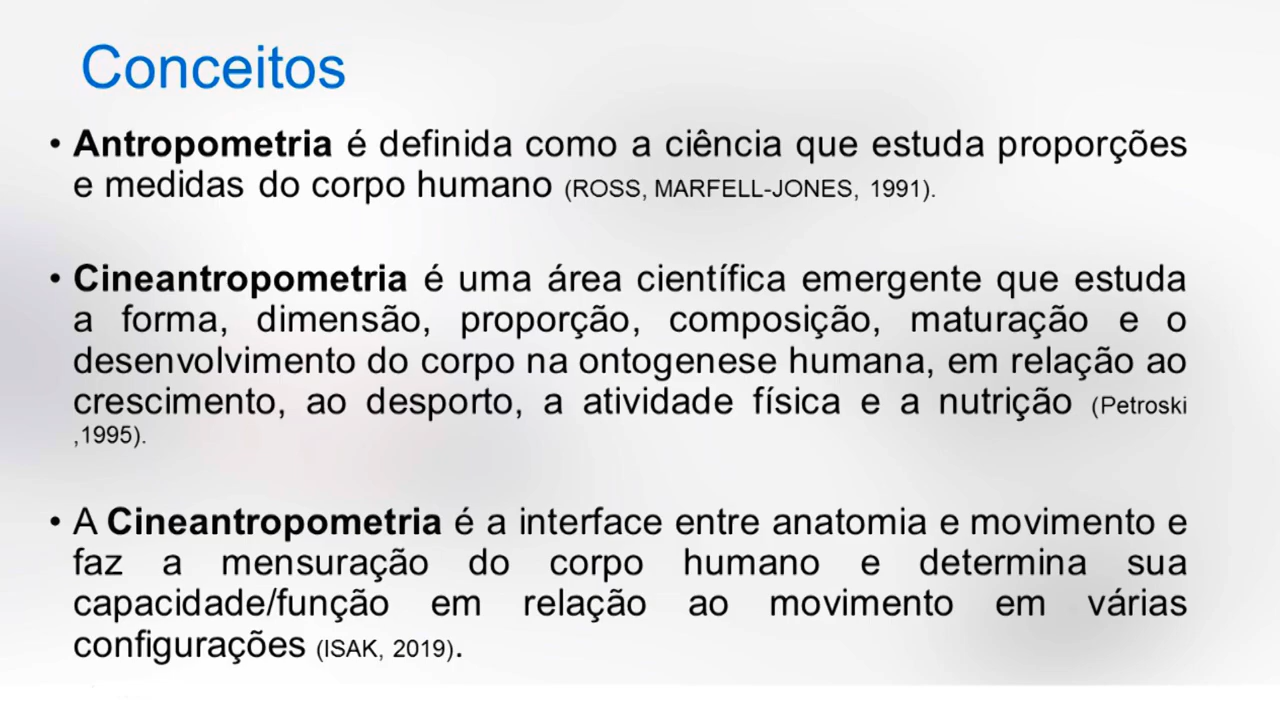 Conceitos
• Antropometria é definida como a ciência que estuda proporções
e medidas do corpo humano (ROSS, MARFELL-JONES, 1991).
• Cineantropometria é uma área científica emergente que estuda
a forma, dimensão, proporção, composição, maturação e o
desenvolvimento do corpo na ontogenese humana, em relação ao
crescimento, ao desporto, a atividade física e a nutrição (Petroski
,1995).
• A Cineantropometria é a interface entre anatomia e movimento e
faz a mensuração do corpo humano e determina sua
capacidade/função em relação ao movimento em várias
configurações (ISAK, 2019).